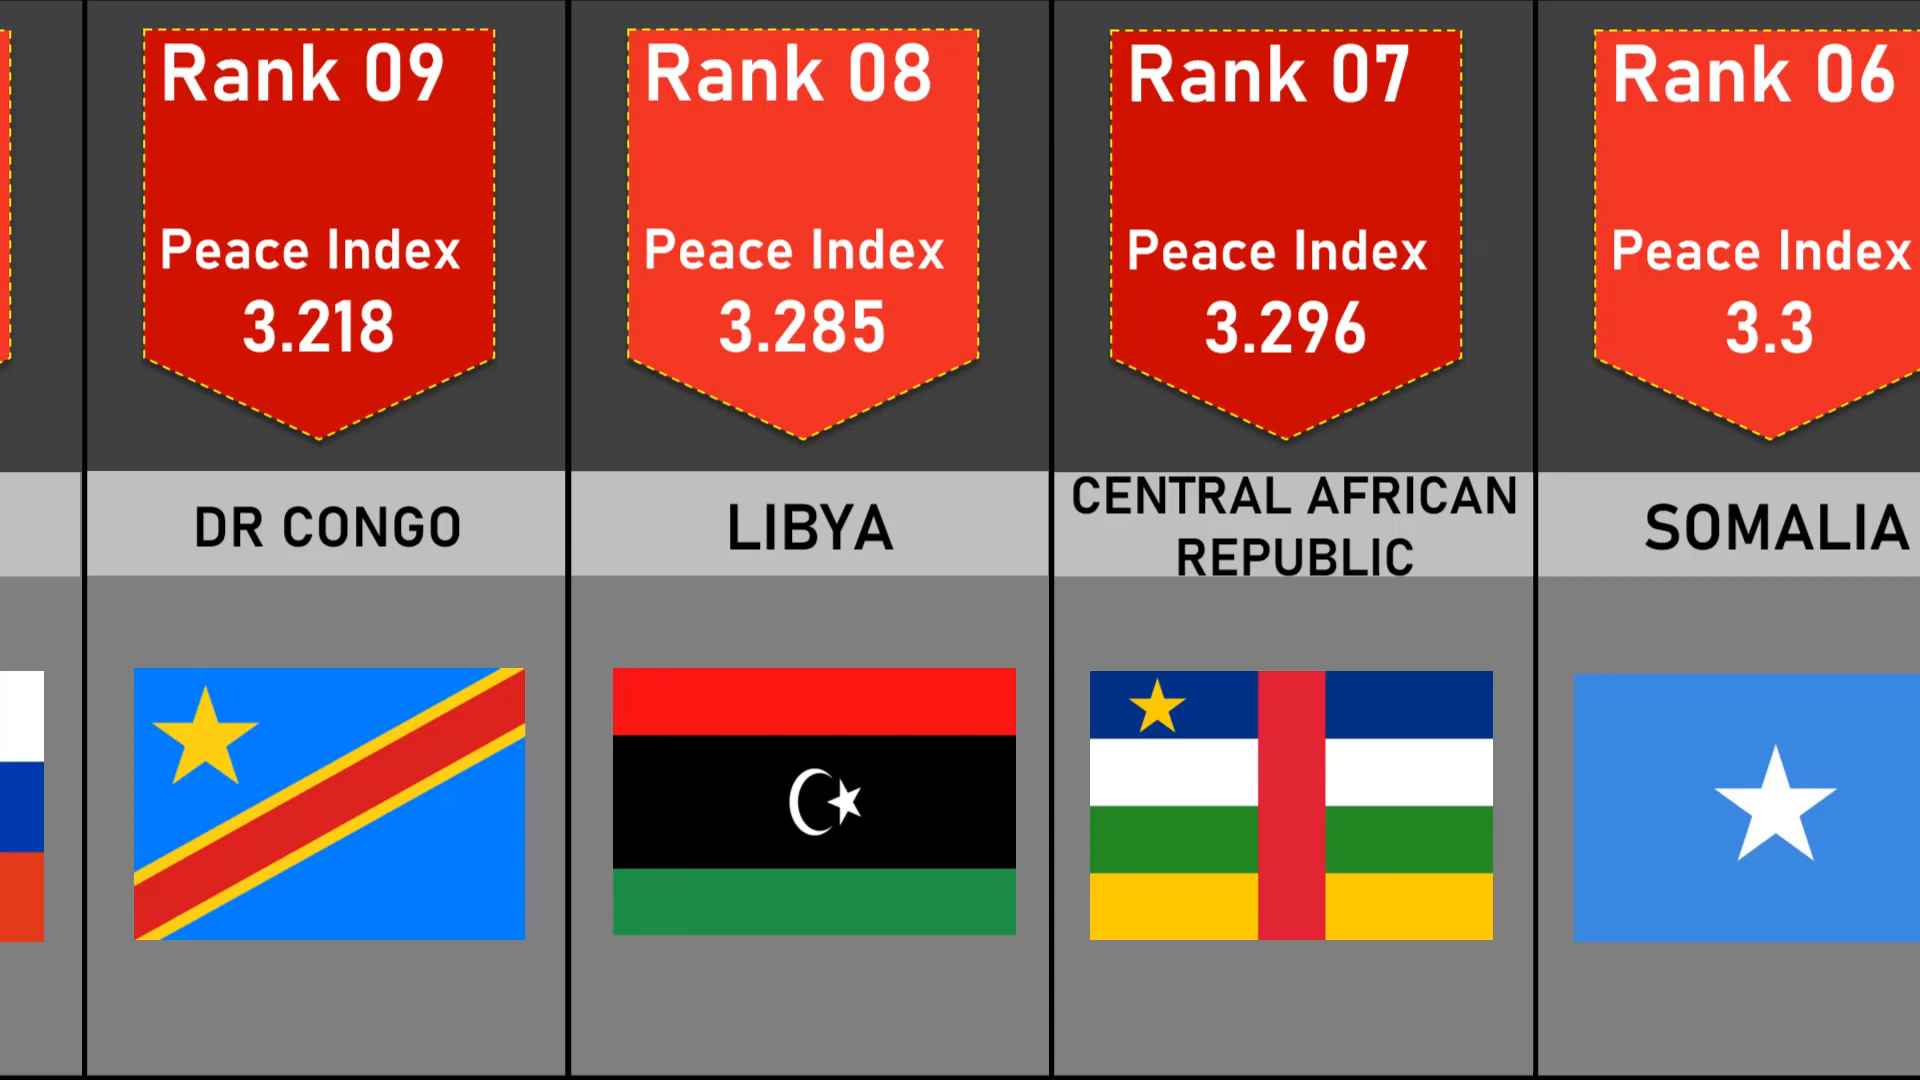 Rank 09
Peace Index
3.218
DR CONGO
Rank 08
Peace Index
3.285
LIBYA
Rank 07
Peace Index
3.296
CENTRAL AFRICAN
REPUBLIC
Rank 06
Peace Index
3.3
SOMALIA